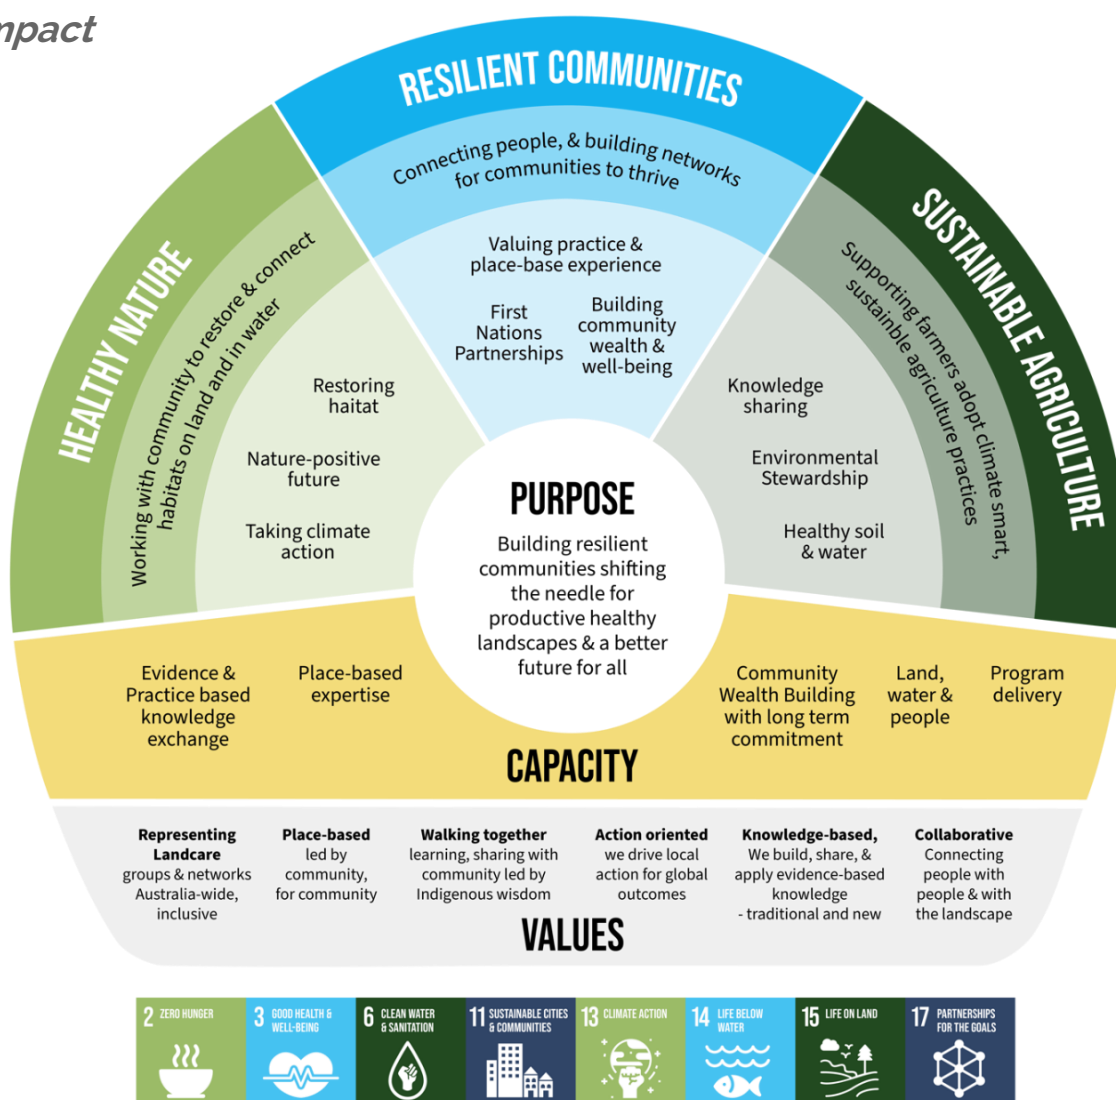 mpact
RESILIENT COMMUNITIES
Connecting people, & building networks
for communities to thrive
Valuing practice &
place-base experience
First
Nations
Partnerships
Building
community
wealth &
well-being
HEALTHY NATURE
Working with community to restore & connect
habitats on land and in water
Restoring
haitat
Nature-positive
future
Taking climate
action
SUSTAINABLE AGRICULTURE
Supporting farmers adopt climate smart,
sustainble agriculture practices
Knowledge
sharing
Environmental
Stewardship
Healthy soil
& water
PURPOSE
Building resilient
communities shifting
the needle for
productive healthy
landscapes & a better
future for all
Evidence &
Practice based
knowledge
exchange
Place-based
expertise
Community
Wealth Building
with long term
commitment
Land,
water &
people
Program
delivery
CAPACITY
Representing
Landcare
groups & networks
Australia-wide,
inclusive
Place-based
led by
community,
for community
Walking together
learning, sharing with
community led by
Indigenous wisdom
Action oriented
we drive local
action for global
outcomes
Knowledge-based,
We build, share, &
apply evidence-based
knowledge
- traditional and new
Collaborative
Connecting
people with
people & with
the landscape
VALUES
2 ZERO HUNGER
3 GOOD HEALTH &
WELL-BEING
6 CLEAN WATER
& SANITATION
11 SUSTAINABLE CITIES
& COMMUNITIES
13 CLIMATE ACTION
14 LIFE BELOW
WATER
15 LIFE ON LAND
17 PARTNERSHIPS
FOR THE GOALS